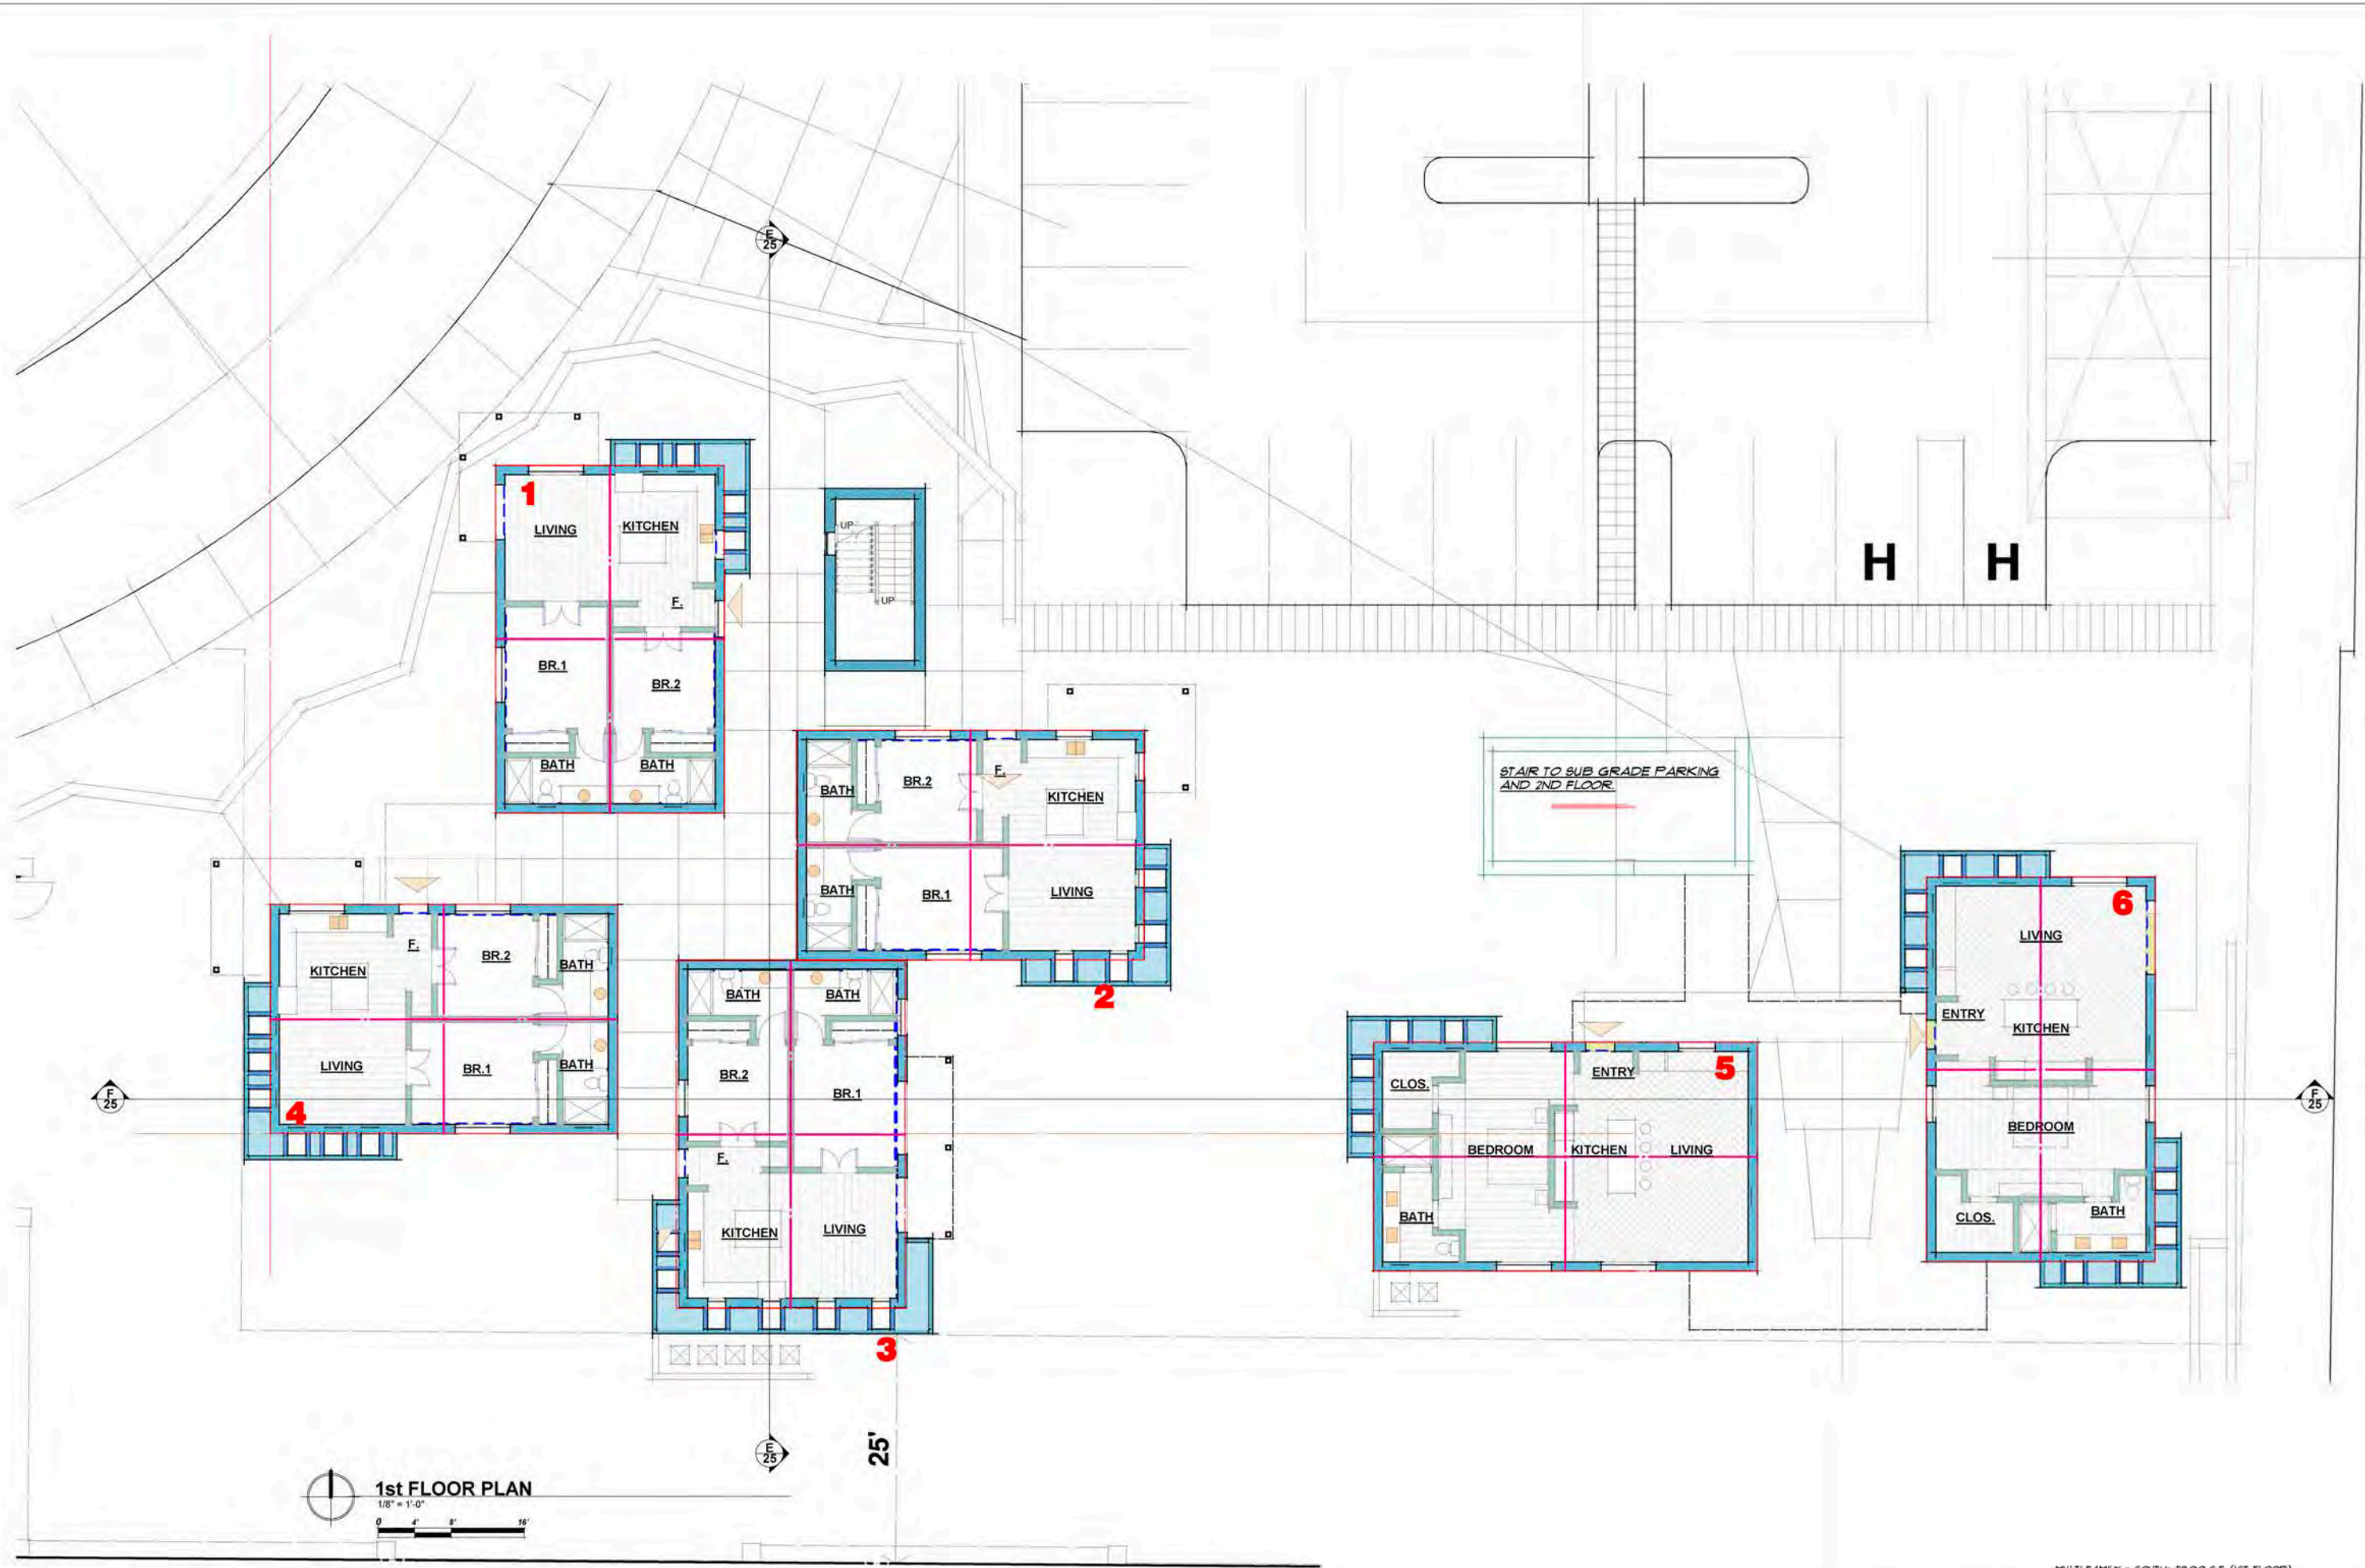 E
25
H H
1
LIVING
KITCHEN
F.
BR.1
BR.2
BATH
BATH
UP
UP
BATH
BR.2
F.
KITCHEN
BATH
BR.1
LIVING
2
STAIR TO SUB GRADE PARKING
AND 2ND FLOOR.
6
LIVING
ENTRY
KITCHEN
BEDROOM
CLOS.
BATH
KITCHEN
F.
BR.2
BATH
LIVING
BR.1
BATH
4
F
25
BATH
BATH
BR.2
BR.1
F.
KITCHEN
LIVING
3
CLOS.
ENTRY
5
BEDROOM
KITCHEN
LIVING
BATH
F
25
E
25
25'
1st FLOOR PLAN
1/8" = 1'-0"
0 4' 8' 16'